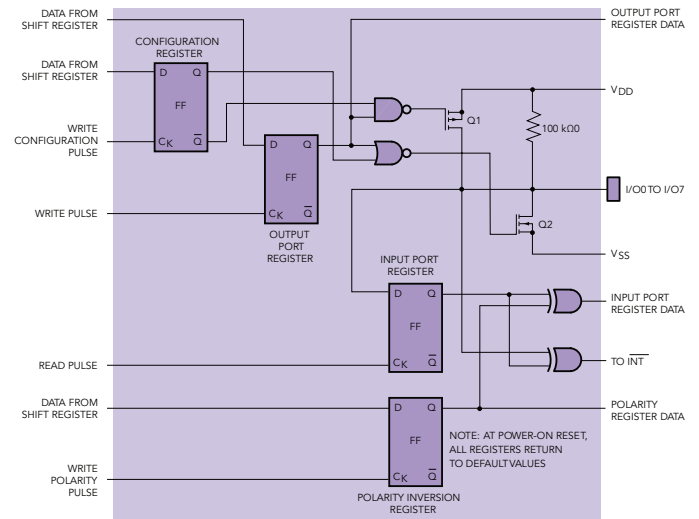 DATA FROM
SHIFT REGISTER
OUTPUT PORT
REGISTER DATA
CONFIGURATION
REGISTER
DATA FROM
SHIFT REGISTER
D Q
FF
CK Q̅
WRITE
CONFIGURATION
PULSE
VDD
Q1
100 kΩ0
D Q
FF
CK Q̅
I/O0 TO I/O7
WRITE PULSE
Q2
OUTPUT
PORT
REGISTER
VSS
INPUT PORT
REGISTER
D Q
FF
CK Q̅
INPUT PORT
REGISTER DATA
READ PULSE
TO I̅N̅T̅
DATA FROM
SHIFT REGISTER
D Q
FF
CK Q̅
POLARITY
REGISTER DATA
NOTE: AT POWER-ON RESET,
ALL REGISTERS RETURN
TO DEFAULT VALUES
WRITE
POLARITY
PULSE
POLARITY INVERSION
REGISTER